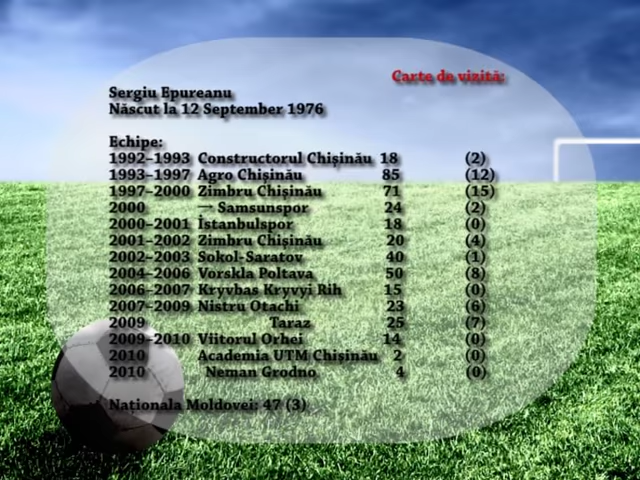 Carte de vizită:
Sergiu Epureanu
Născut la 12 September 1976
Echipe:
1992–1993 Constructorul Chișinău 18 (2)
1993–1997 Agro Chișinău 85 (12)
1997–2000 Zimbru Chișinău 71 (15)
2000 → Samsunspor 24 (2)
2000–2001 İstanbulspor 18 (0)
2001–2002 Zimbru Chișinău 20 (4)
2002–2003 Sokol-Saratov 40 (1)
2004–2006 Vorskla Poltava 50 (8)
2006–2007 Kryvbas Kryvyi Rih 15 (0)
2007–2009 Nistru Otachi 23 (6)
2009 Taraz 25 (7)
2009–2010 Viitorul Orhei 14 (0)
2010 Academia UTM Chișinău 2 (0)
2010 Neman Grodno 4 (0)
Naționala Moldovei: 47 (3)